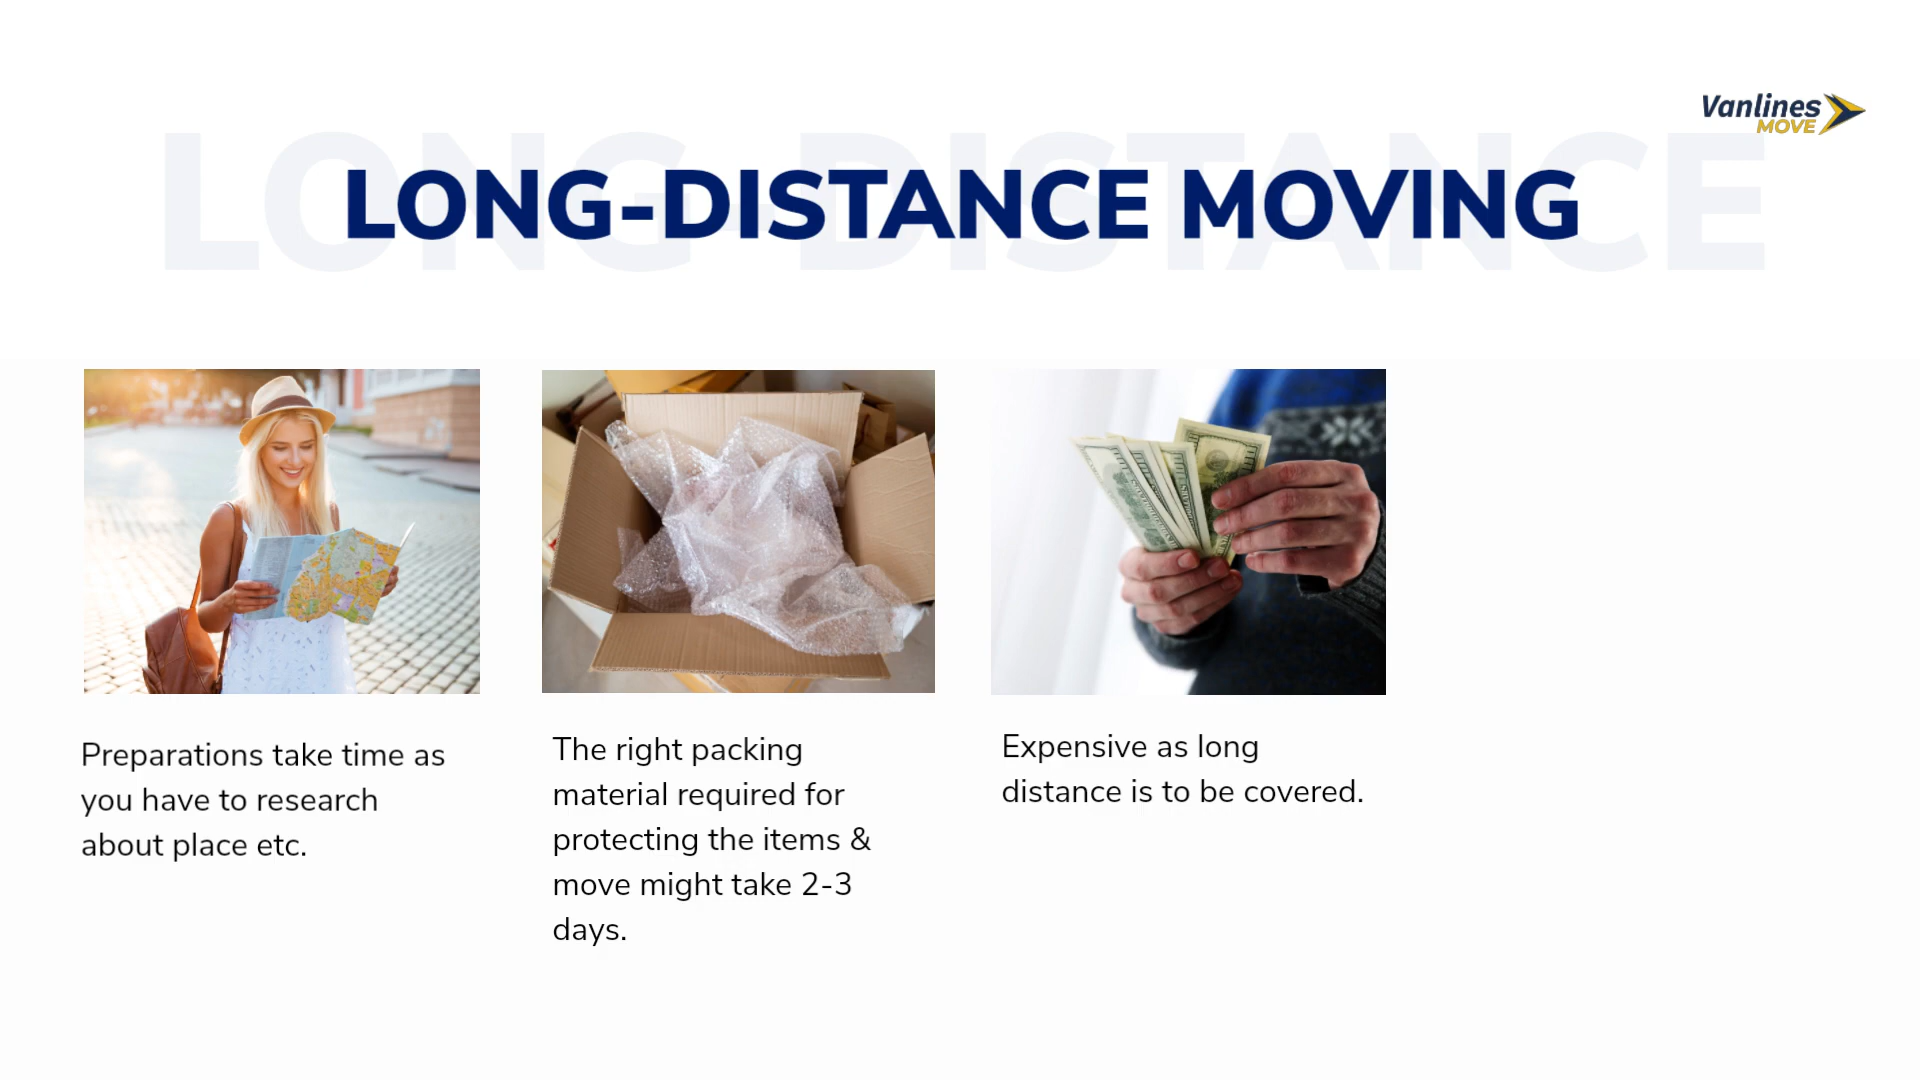 Vanlines
MOVE
LONG-DISTANCE
LONG-DISTANCE MOVING
Preparations take time as
you have to research
about place etc.
The right packing
material required for
protecting the items &
move might take 2-3
days.
Expensive as long
distance is to be covered.